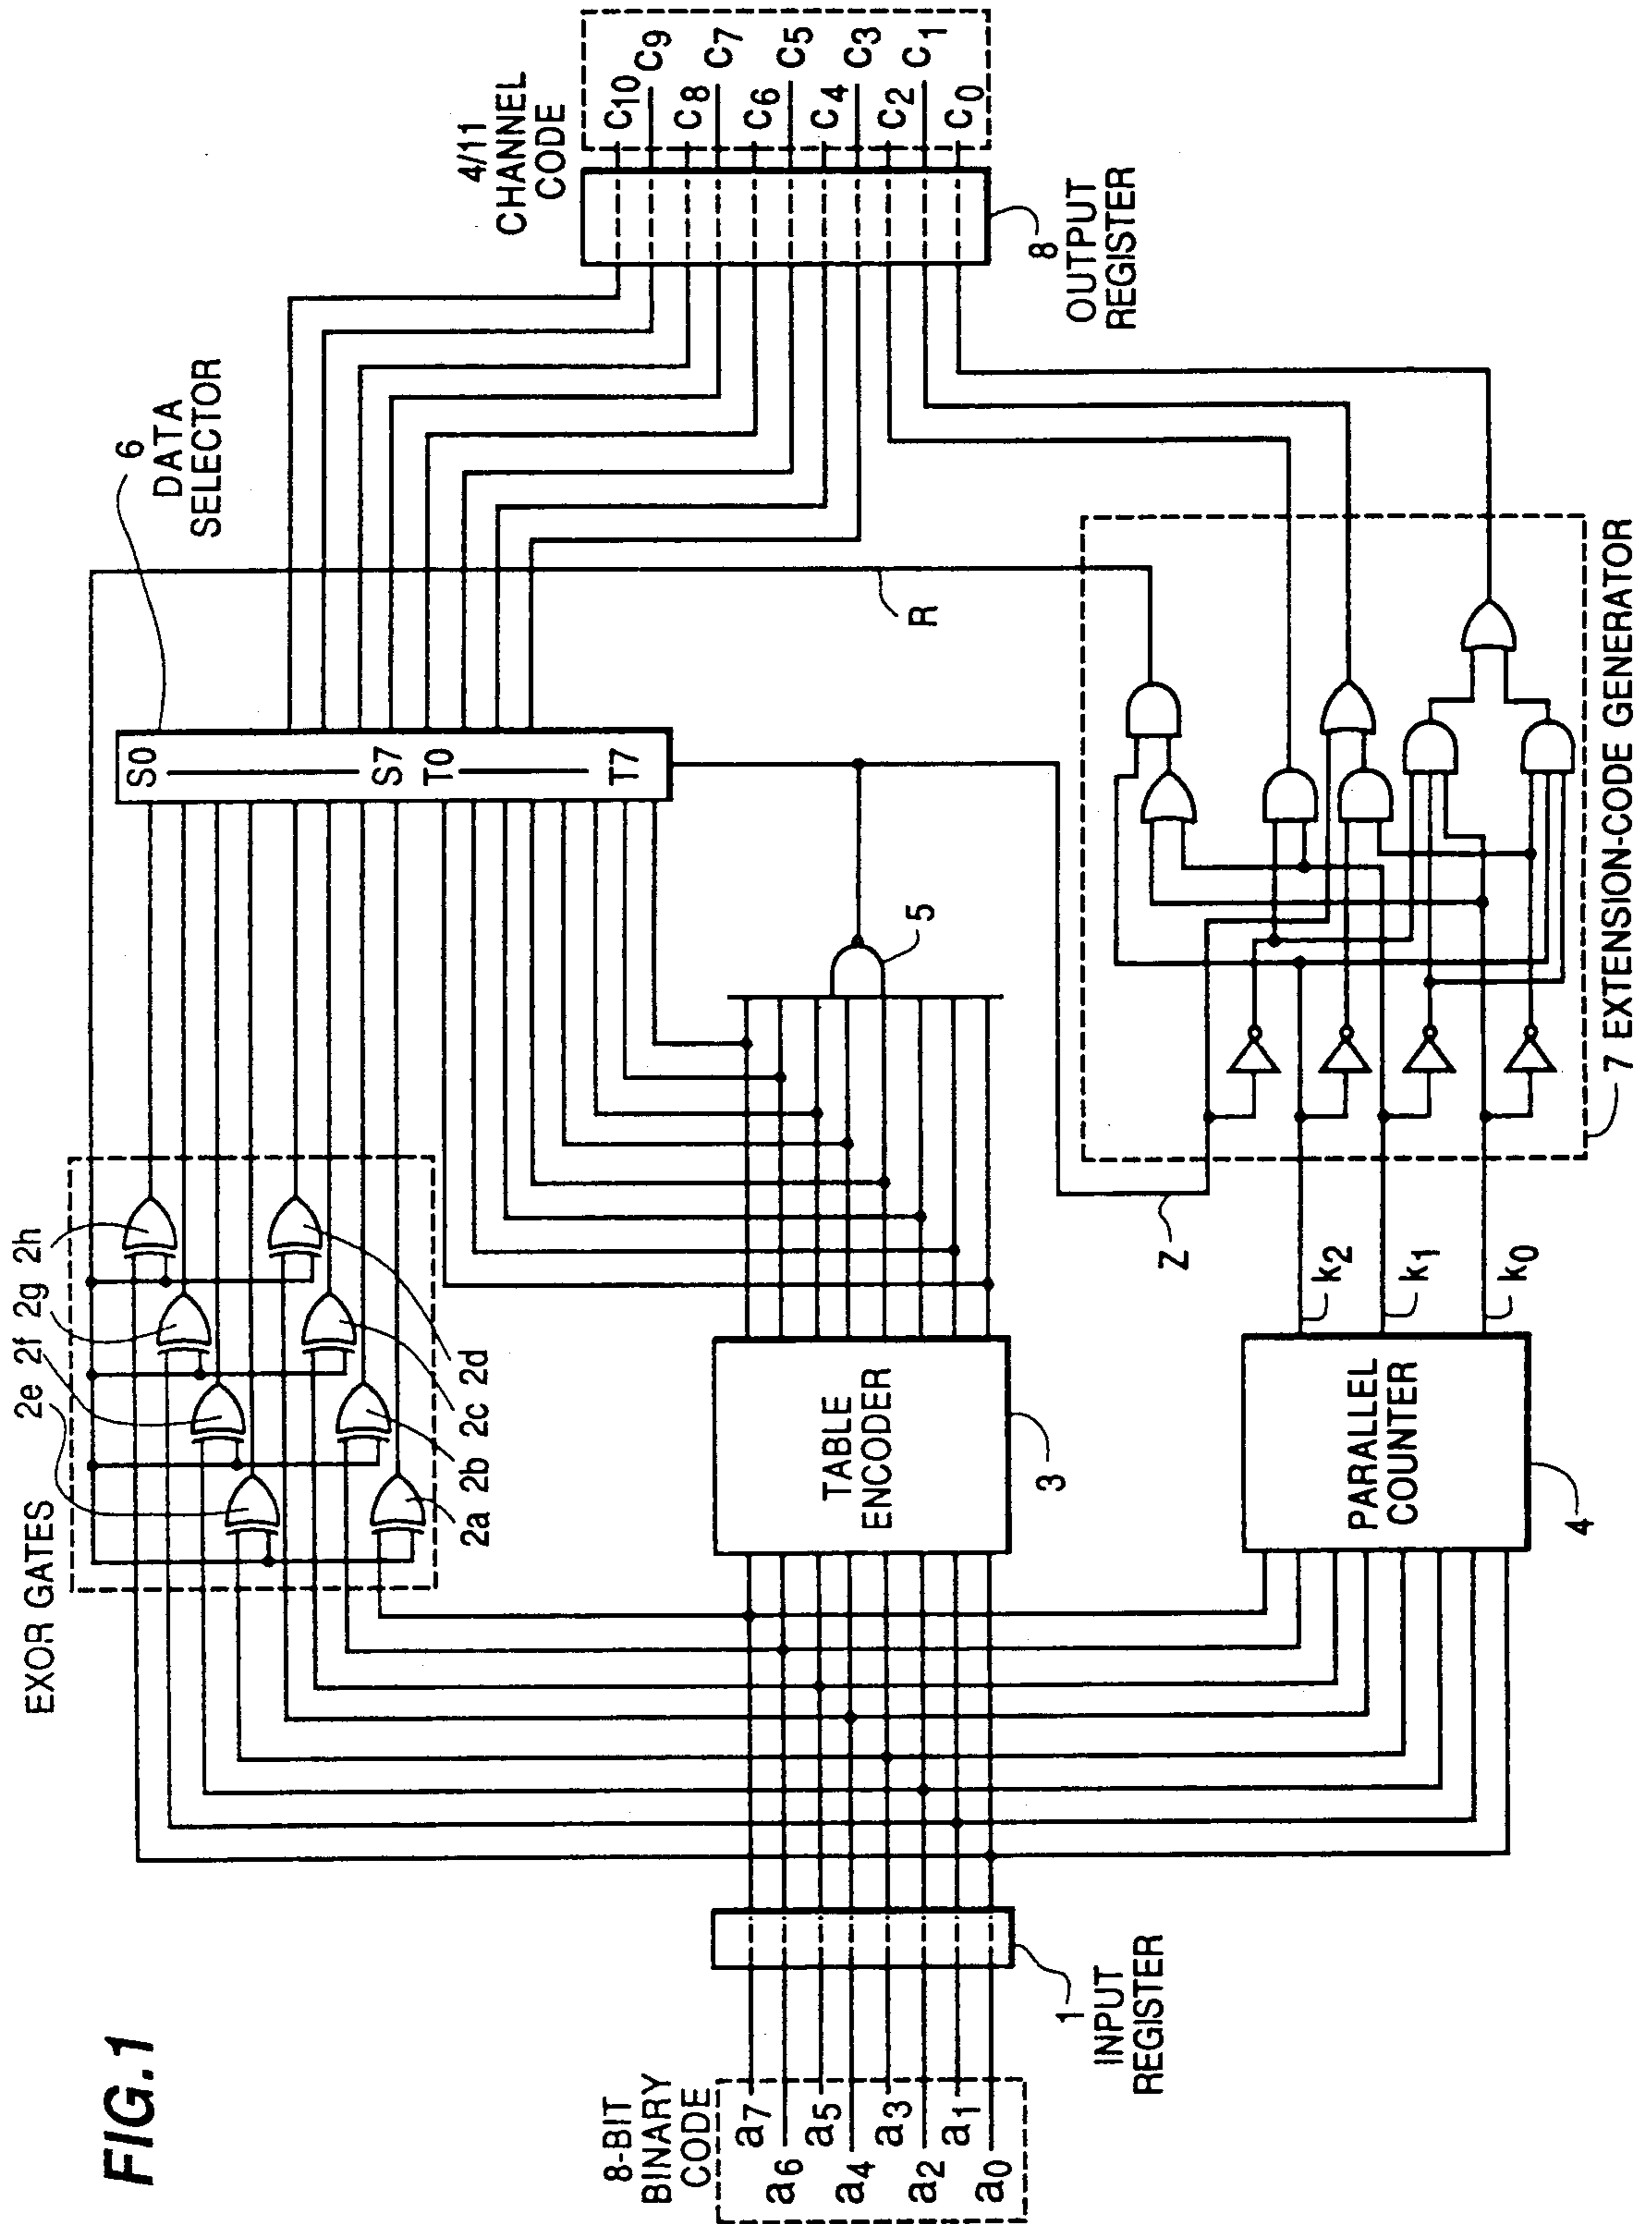 FIG.1
8-BIT
BINARY
CODE
a7
a6
a5
a4
a3
a2
a1
a0
1
INPUT
REGISTER
EXOR GATES
2e 2f 2g 2h
2a 2b 2c 2d
TABLE
ENCODER
3
PARALLEL
COUNTER
4
k2
k1
k0
Z
5
6
DATA
SELECTOR
S0
S7
T0
T7
R
7 EXTENSION-CODE GENERATOR
4/11
CHANNEL
CODE
C10
C9
C8
C7
C6
C5
C4
C3
C2
C1
C0
8
OUTPUT
REGISTER